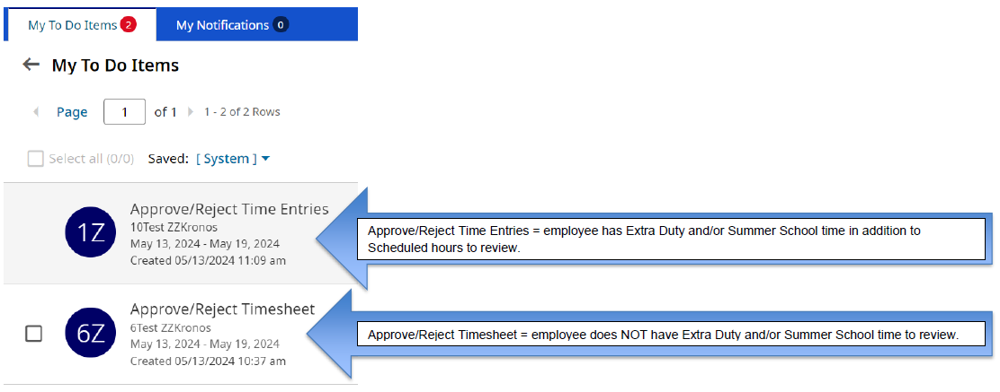 My To Do Items 2 My Notifications 0
My To Do Items
Page 1 of 1 1 - 2 of 2 Rows
Select all (0/0) Saved: [ System ]
1Z
Approve/Reject Time Entries
10Test ZZKronos
May 13, 2024 - May 19, 2024
Created 05/13/2024 11:09 am
Approve/Reject Time Entries = employee has Extra Duty and/or Summer School time in addition to
Scheduled hours to review.
6Z
Approve/Reject Timesheet
6Test ZZKronos
May 13, 2024 - May 19, 2024
Created 05/13/2024 10:37 am
Approve/Reject Timesheet = employee does NOT have Extra Duty and/or Summer School time to review.